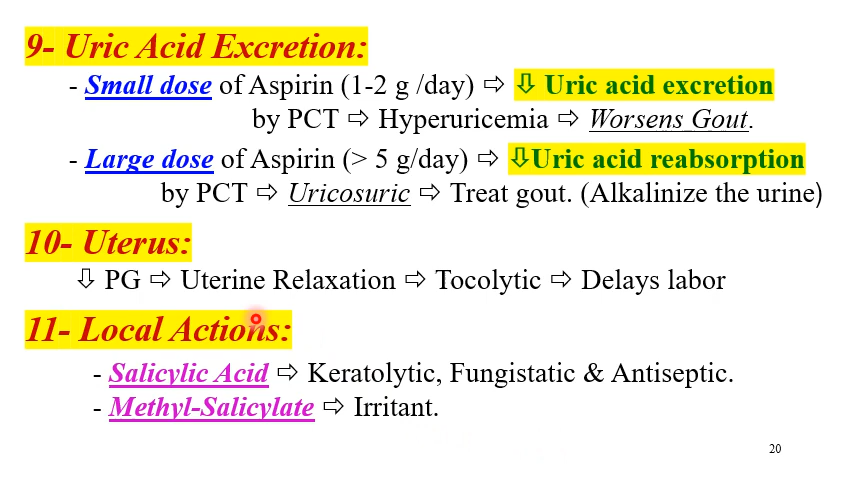 9- Uric Acid Excretion:
- Small dose of Aspirin (1-2 g /day) ⇨ ⇩ Uric acid excretion
by PCT ⇨ Hyperuricemia ⇨ Worsens Gout.
- Large dose of Aspirin (> 5 g/day) ⇨ ⇩Uric acid reabsorption
by PCT ⇨ Uricosuric ⇨ Treat gout. (Alkalinize the urine)
10- Uterus:
⇩ PG ⇨ Uterine Relaxation ⇨ Tocolytic ⇨ Delays labor
11- Local Actions:
- Salicylic Acid ⇨ Keratolytic, Fungistatic & Antiseptic.
- Methyl-Salicylate ⇨ Irritant.
20